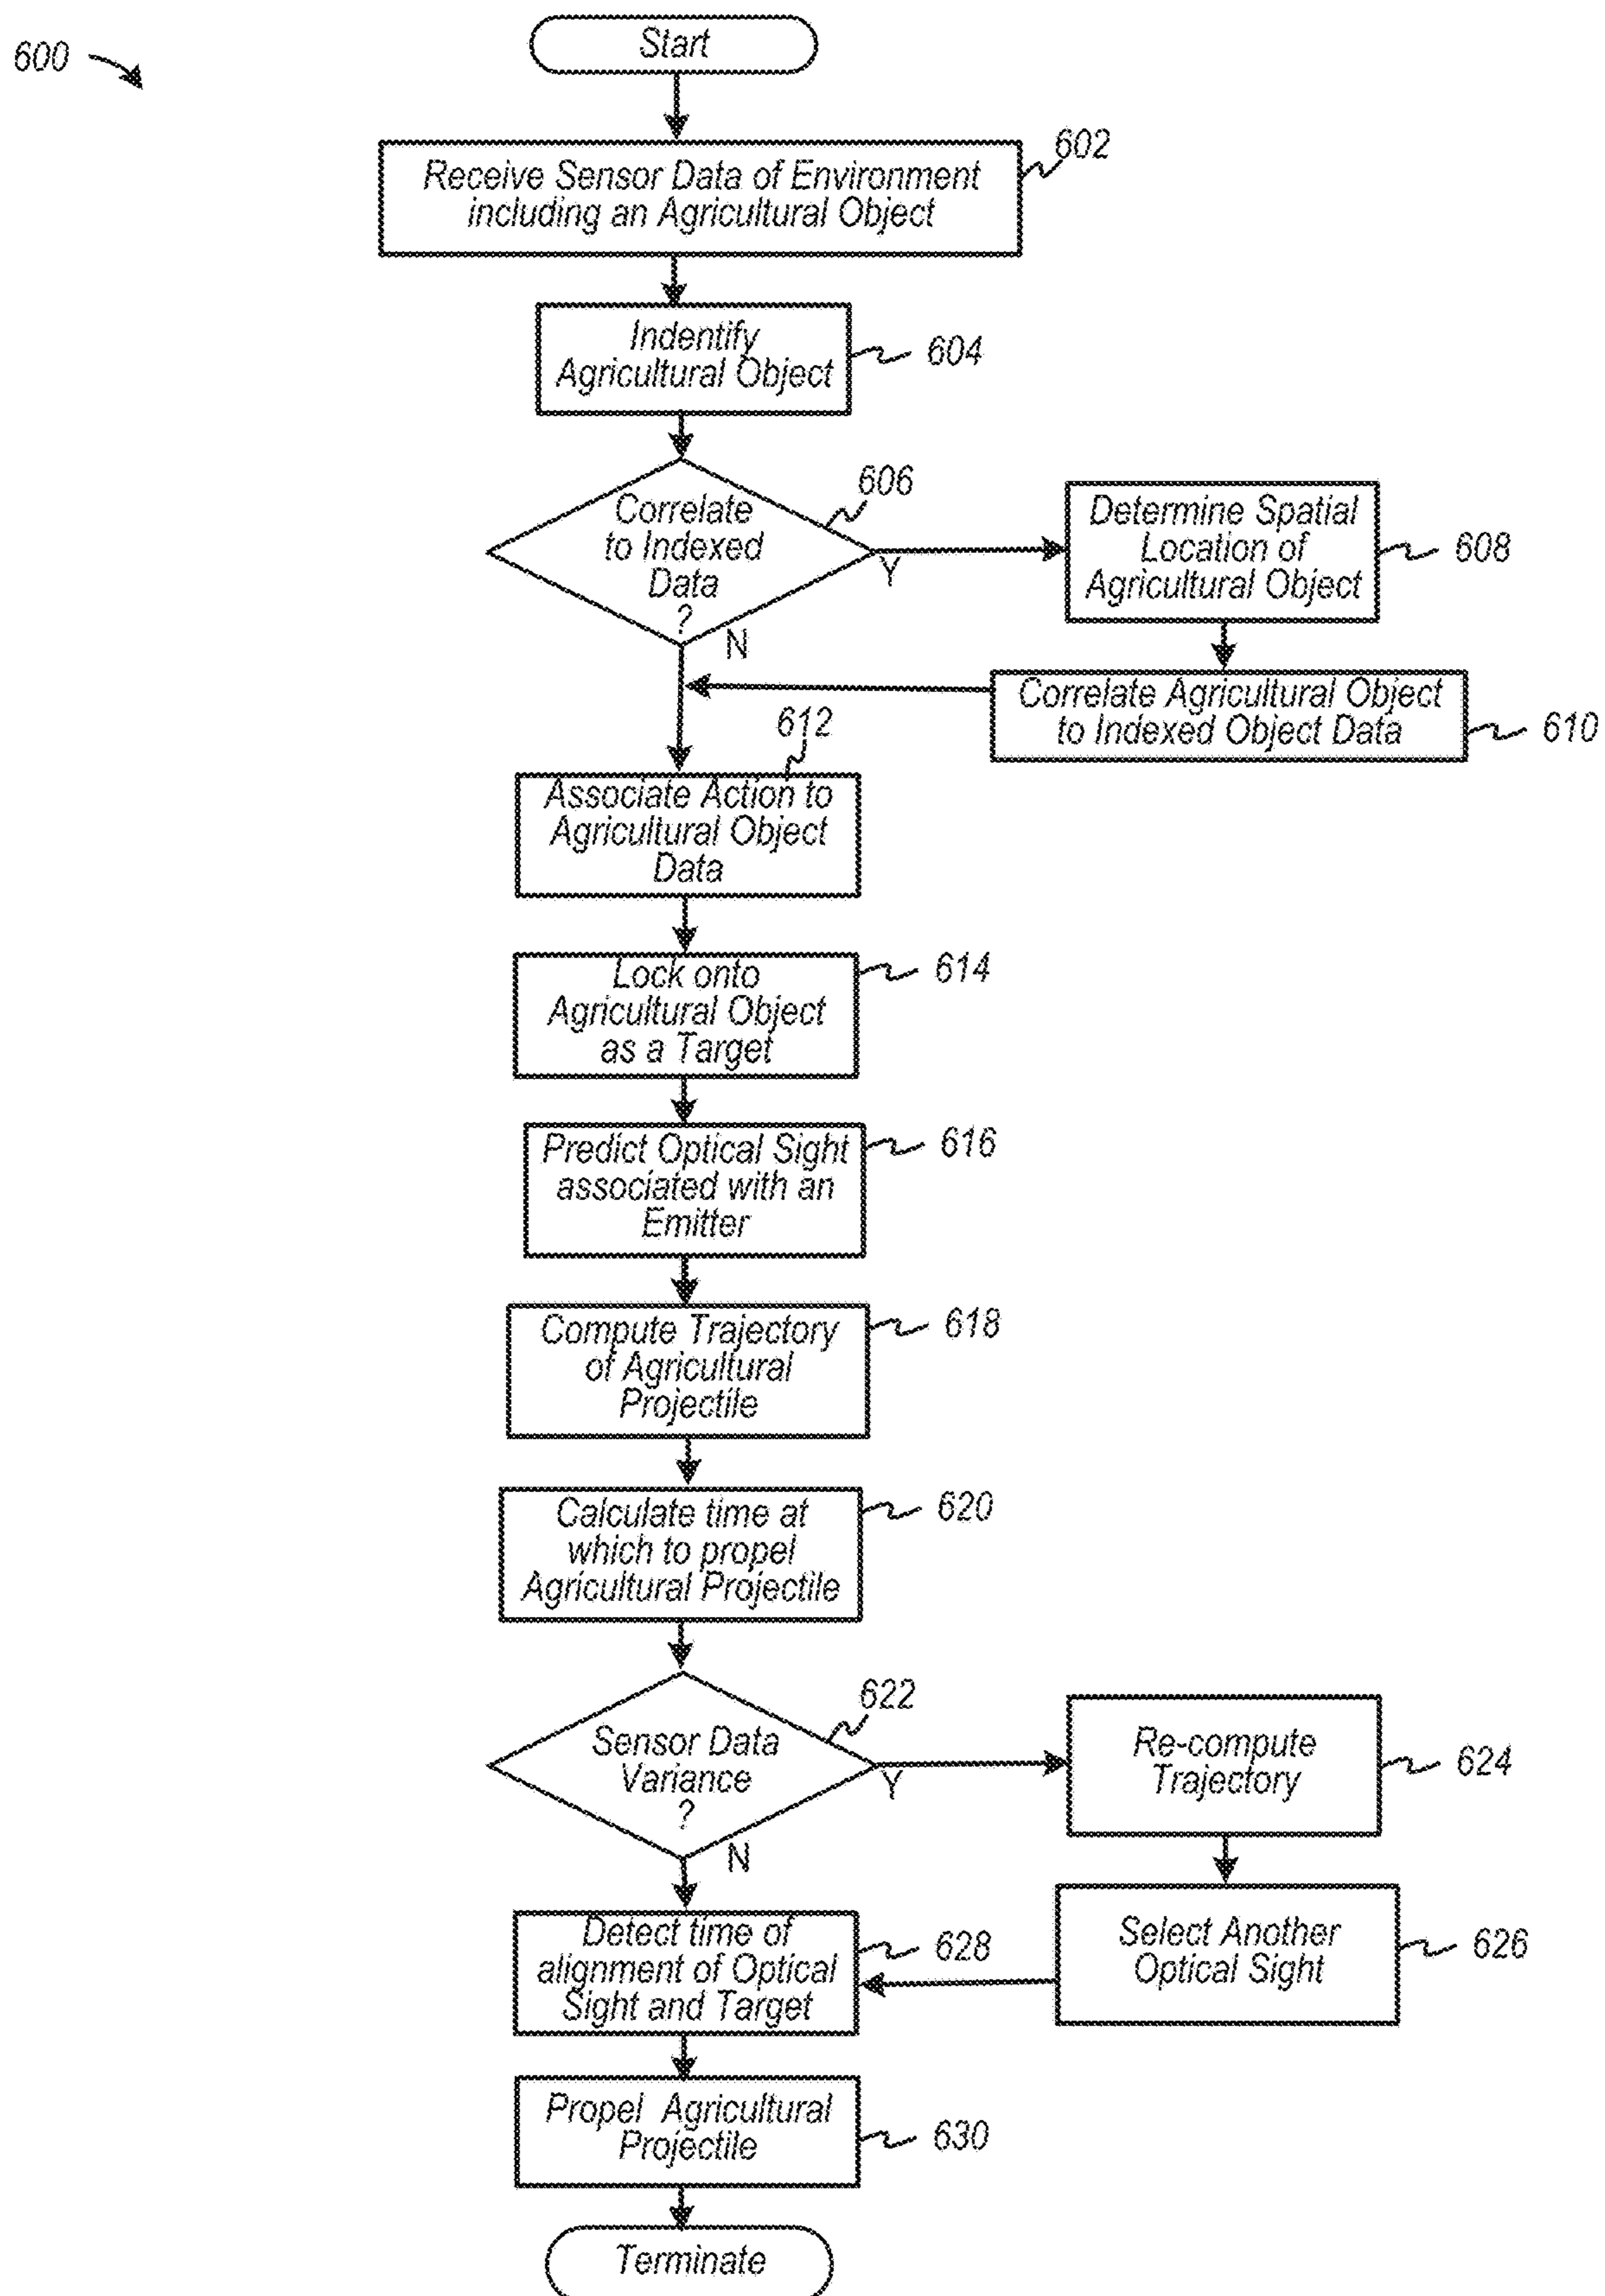 600
Start
602
Receive Sensor Data of Environment
including an Agricultural Object
Indentify
Agricultural Object
604
Correlate
to Indexed
Data
?
606
Y
N
Determine Spatial
Location of
Agricultural Object
608
Correlate Agricultural Object
to Indexed Object Data
610
612
Associate Action to
Agricultural Object
Data
Lock onto
Agricultural Object
as a Target
614
Predict Optical Sight
associated with an
Emitter
616
Compute Trajectory
of Agricultural
Projectile
618
Calculate time at
which to propel
Agricultural Projectile
620
Sensor Data
Variance
?
622
Y
N
Re-compute
Trajectory
624
Select Another
Optical Sight
626
Detect time of
alignment of Optical
Sight and Target
628
Propel Agricultural
Projectile
630
Terminate